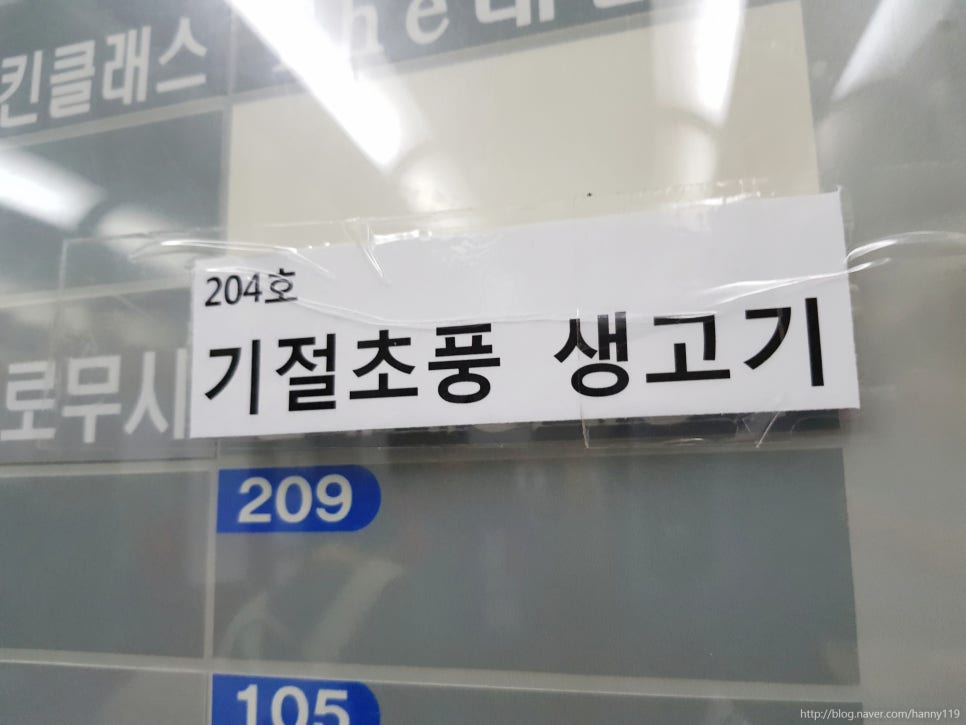 킨클래스
204호
기절초풍 생고기
로무시
209
105
http://blog.naver.com/hanny119